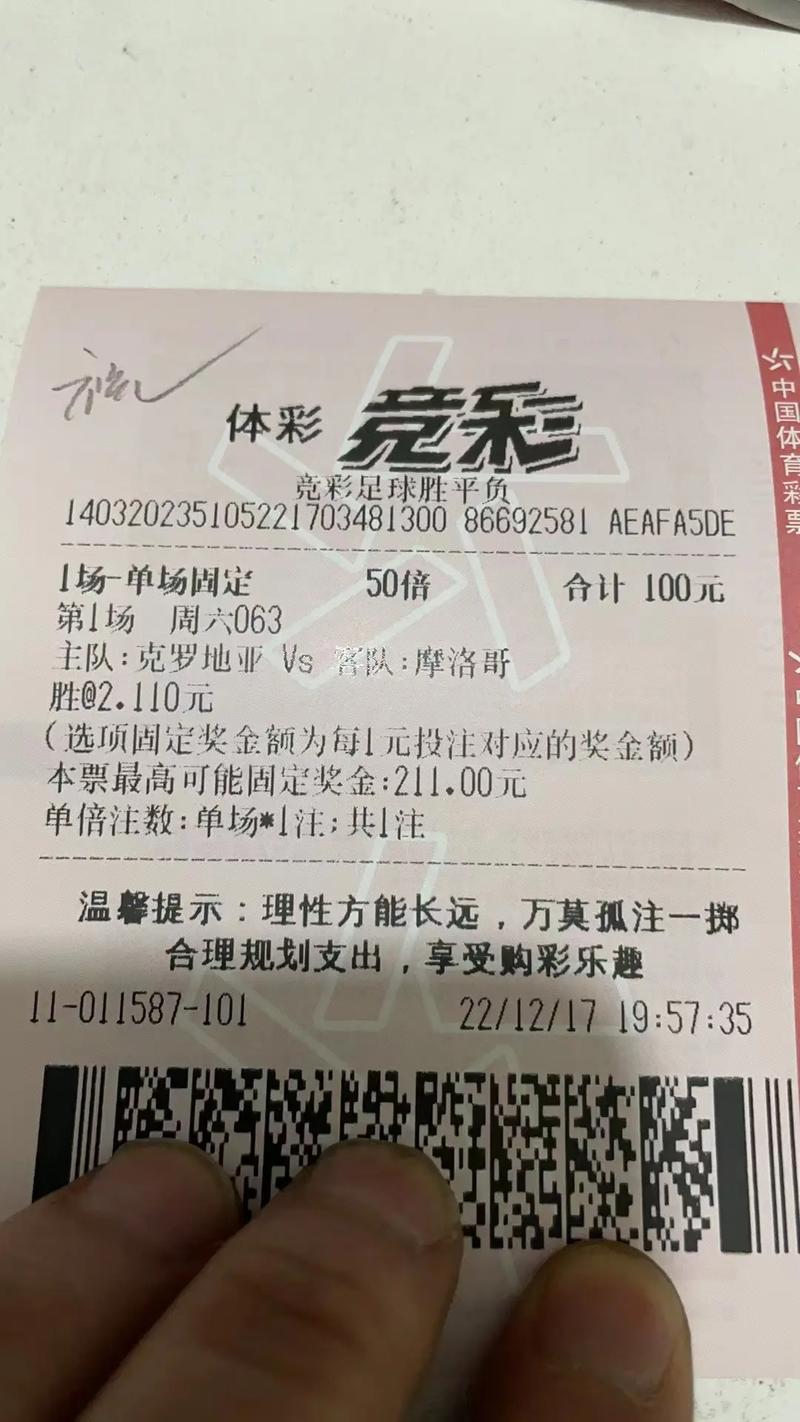 体彩 竞彩
竞彩足球胜平负
140320235105221703481300 86692581 AEAFA5DE
1场-单场固定 50倍 合计 100元
第1场 周六063
主队:克罗地亚 Vs 客队:摩洛哥
胜@2.110元
(选项固定奖金额为每1元投注对应的奖金额)
本票最高可能固定奖金:211.00元
单倍注数:单场*1注;共1注
温馨提示:理性方能长远,万莫孤注一掷
合理规划支出,享受购彩乐趣
11-011587-101 22/12/17 19:57:35
中国体育彩票